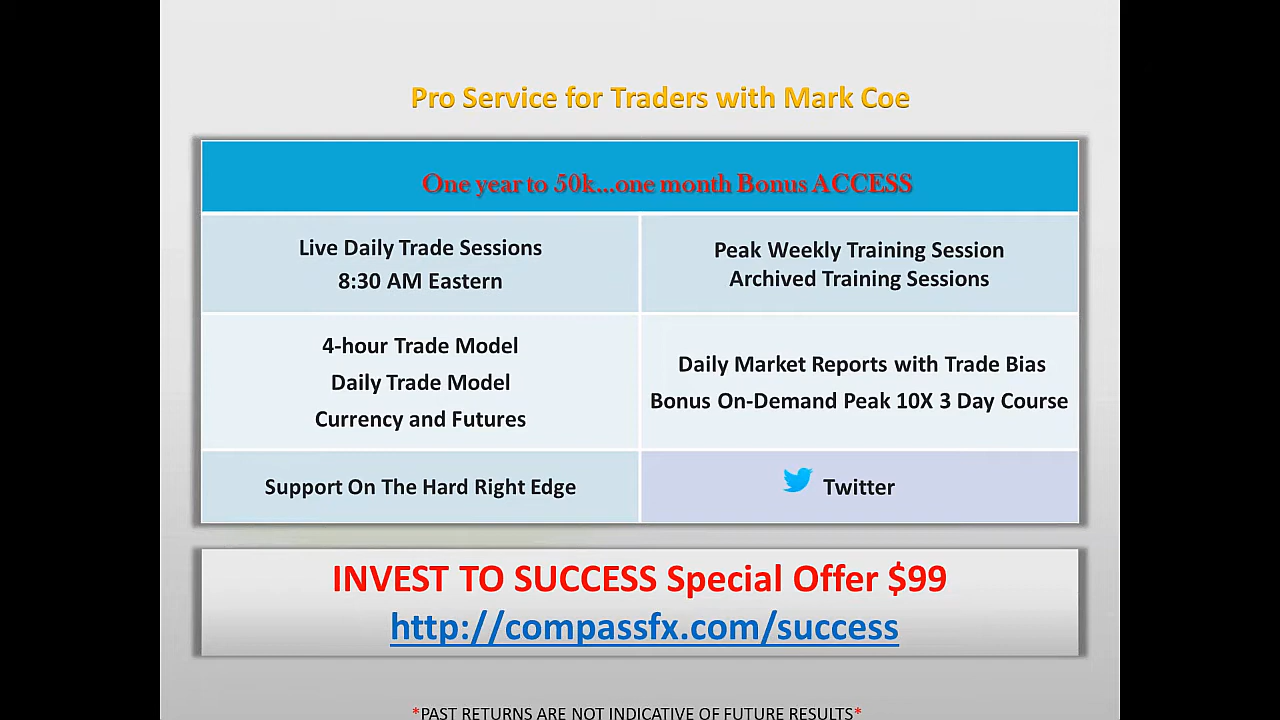 Pro Service for Traders with Mark Coe
One year to 50k...one month Bonus ACCESS
Live Daily Trade Sessions
8:30 AM Eastern
Peak Weekly Training Session
Archived Training Sessions
4-hour Trade Model
Daily Trade Model
Currency and Futures
Daily Market Reports with Trade Bias
Bonus On-Demand Peak 10X 3 Day Course
Support On The Hard Right Edge
Twitter
INVEST TO SUCCESS Special Offer $99
http://compassfx.com/success
*PAST RETURNS ARE NOT INDICATIVE OF FUTURE RESULTS*